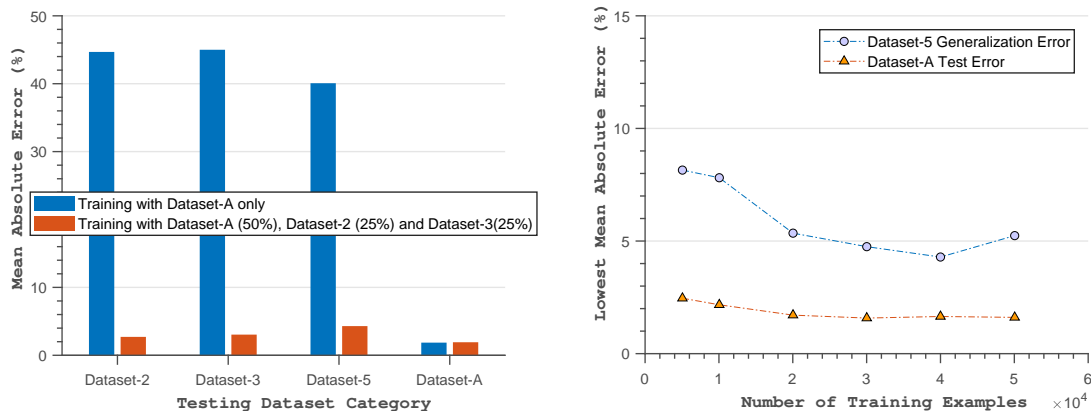 50
40
30
10
0
Mean Absolute Error (%)
Training with Dataset-A only
Training with Dataset-A (50%), Dataset-2 (25%) and Dataset-3(25%)
Dataset-2 Dataset-3 Dataset-5 Dataset-A
Testing Dataset Category
15
10
5
0
Lowest Mean Absolute Error (%)
Dataset-5 Generalization Error
Dataset-A Test Error
0 1 2 3 4 5 60
Number of Training Examples ×10⁴